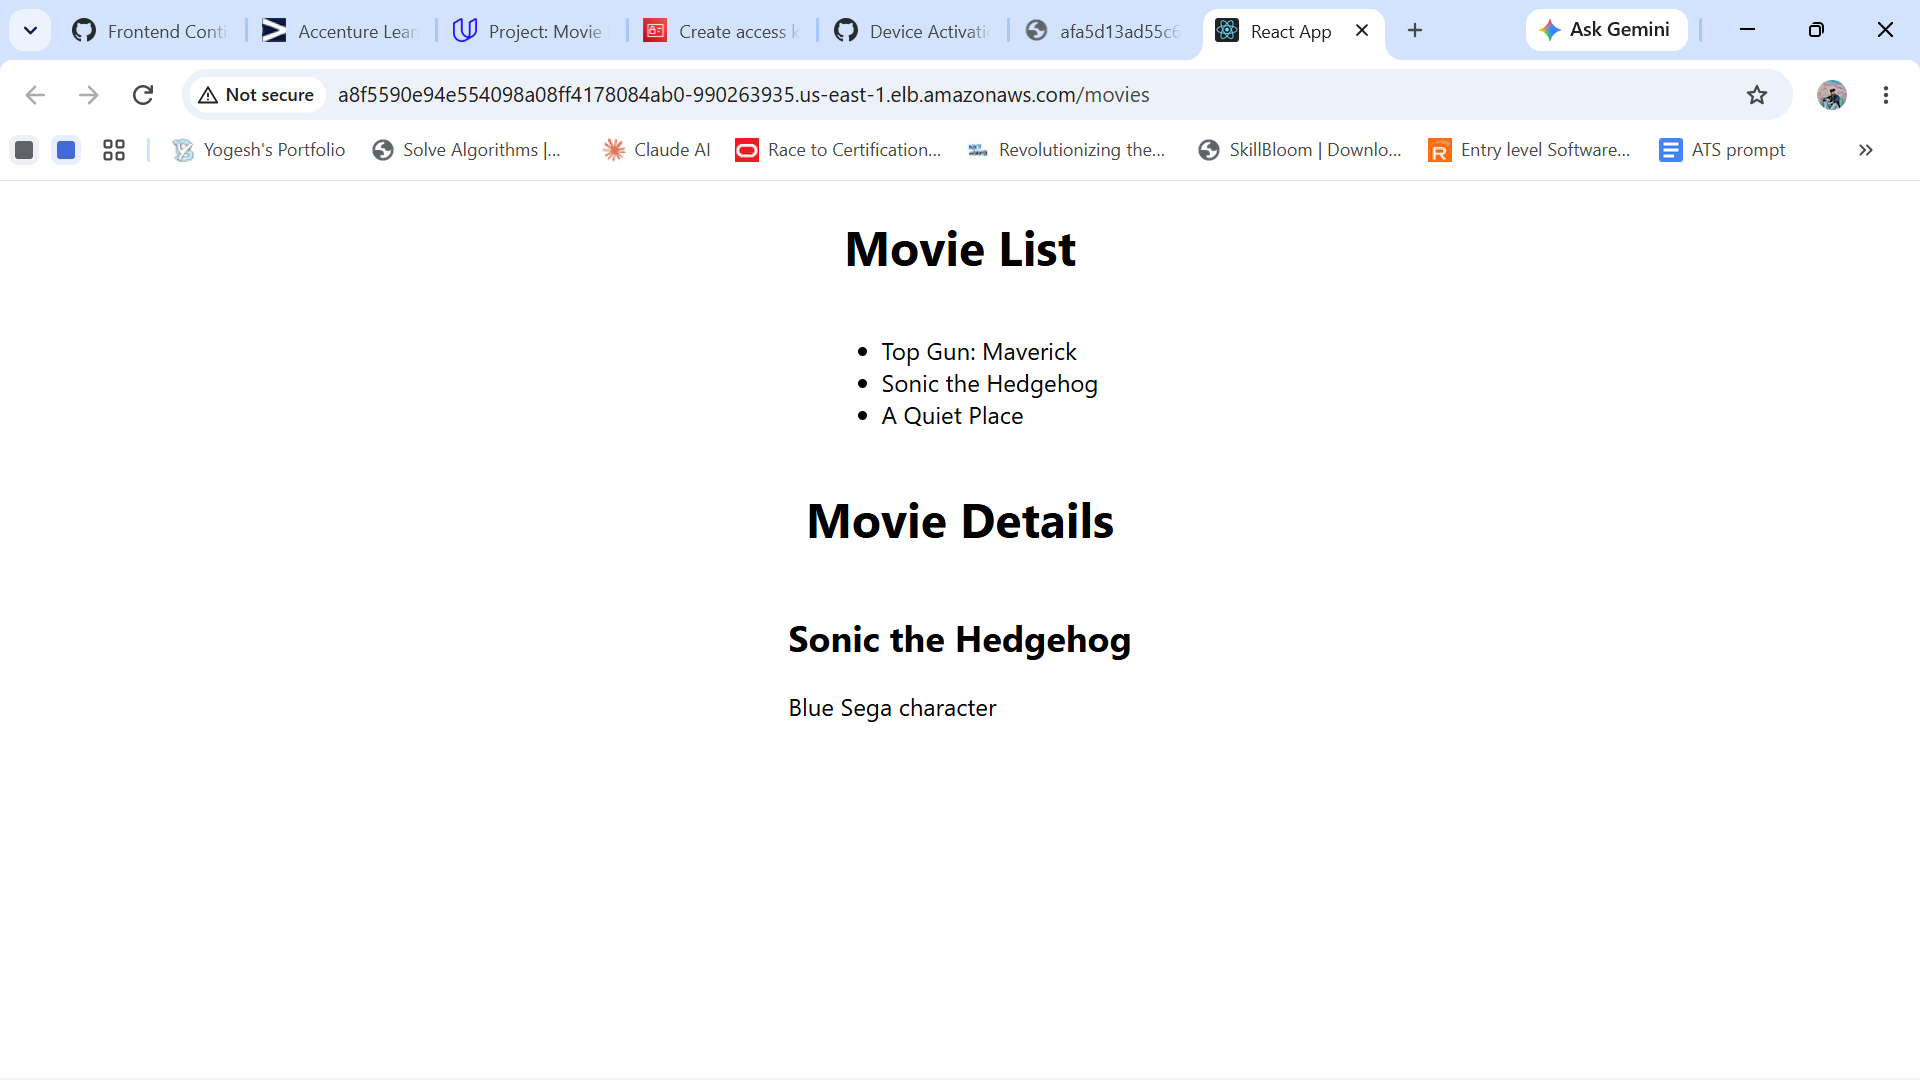 Frontend Conti
Accenture Lear
Project: Movie
Create access k
Device Activatio
afa5d13ad55c6
React App
Ask Gemini
Not secure
a8f5590e94e554098a08ff4178084ab0-990263935.us-east-1.elb.amazonaws.com/movies
Yogesh's Portfolio
Solve Algorithms |...
Claude AI
Race to Certification...
Revolutionizing the...
SkillBloom | Downlo...
Entry level Software...
ATS prompt
Movie List
Top Gun: Maverick
Sonic the Hedgehog
A Quiet Place
Movie Details
Sonic the Hedgehog
Blue Sega character